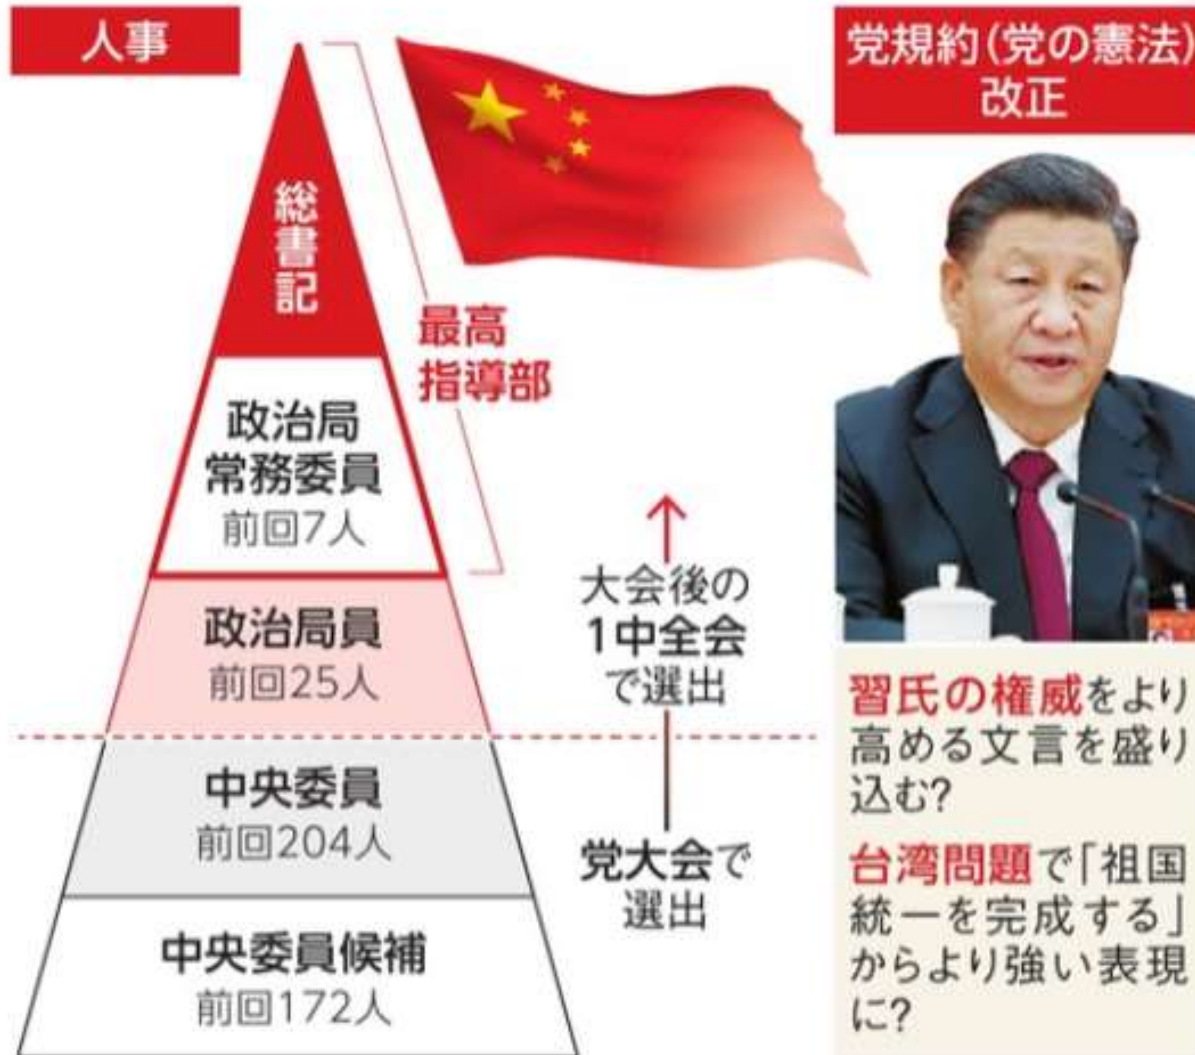 人事
総書記
最高
指導部
政治局
常務委員
前回7人
政治局員
前回25人
中央委員
前回204人
中央委員候補
前回172人
大会後の
1中全会
で選出
党大会で
選出
党規約(党の憲法)
改正
習氏の権威をより
高める文言を盛り
込む?
台湾問題で「祖国
統一を完成する」
からより強い表現
に?